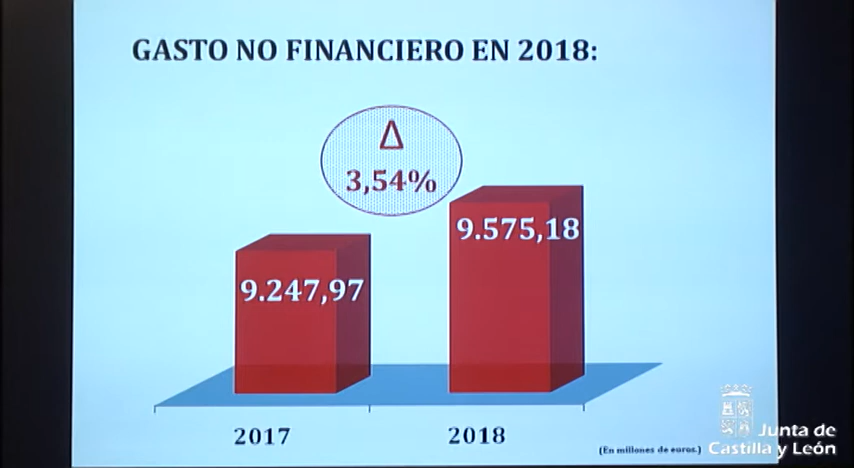 GASTO NO FINANCIERO EN 2018:
Δ
3,54%
9.247,97
9.575,18
2017
2018
(En millones de euros.)
Junta de
Castilla y León